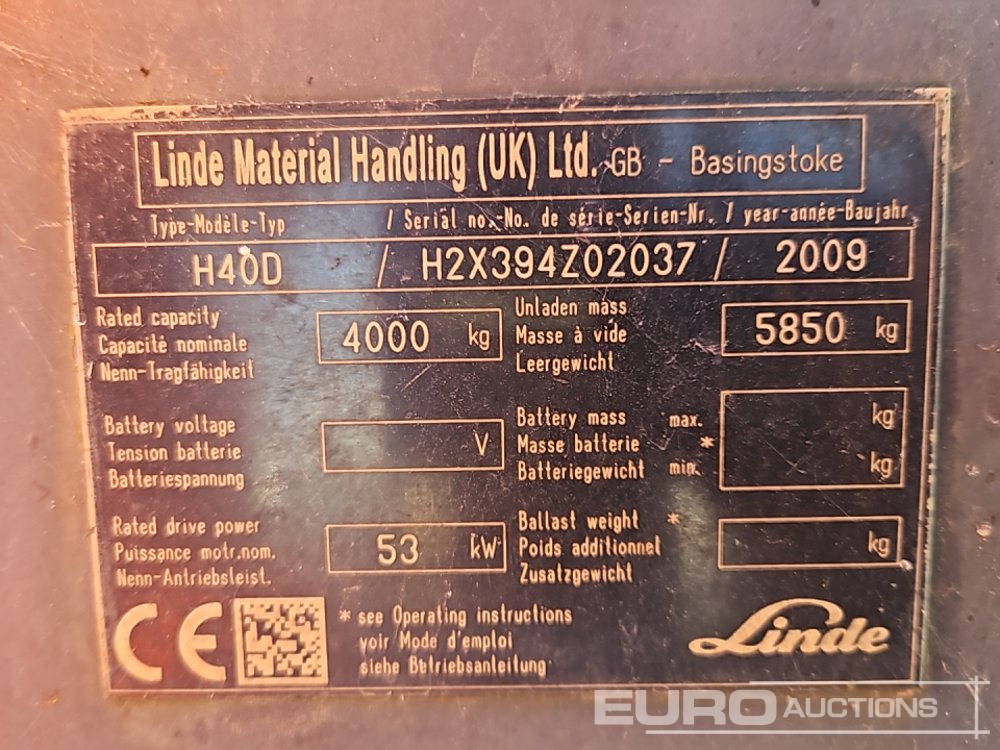 Linde Material Handling (UK) Ltd. GB - Basingstoke
Type-Modèle-Typ / Serial no.-No. de série-Serien-Nr. / year-année-Baujahr
H40D / H2X394Z02037 / 2009
Rated capacity
Capacité nominale
Nenn-Tragfähigkeit
4000 kg
Unladen mass
Masse à vide
Leergewicht
5850 kg
Battery voltage
Tension batterie
Batteriespannung
V
Battery mass max.
Masse batterie *
Batteriegewicht min.
kg
kg
Rated drive power
Puissance motr.nom.
Nenn-Antriebsleist.
53 kW
Ballast weight *
Poids additionnel
Zusatzgewicht
kg
CE
* see Operating instructions
voir Mode d'emploi
siehe Betriebsanleitung
Linde
EURO AUCTIONS